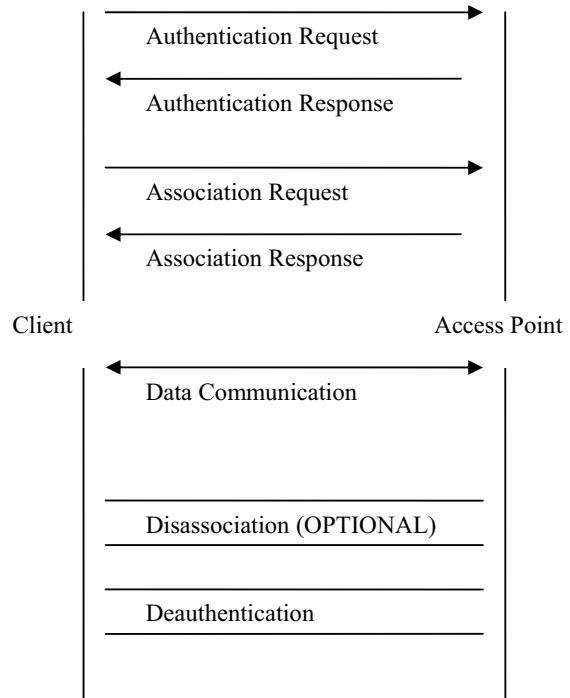 Authentication Request
Authentication Response
Association Request
Association Response
Client
Access Point
Data Communication
Disassociation (OPTIONAL)
Deauthentication